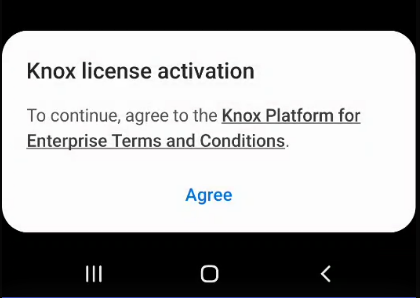 Knox license activation
To continue, agree to the Knox Platform for
Enterprise Terms and Conditions.
Agree